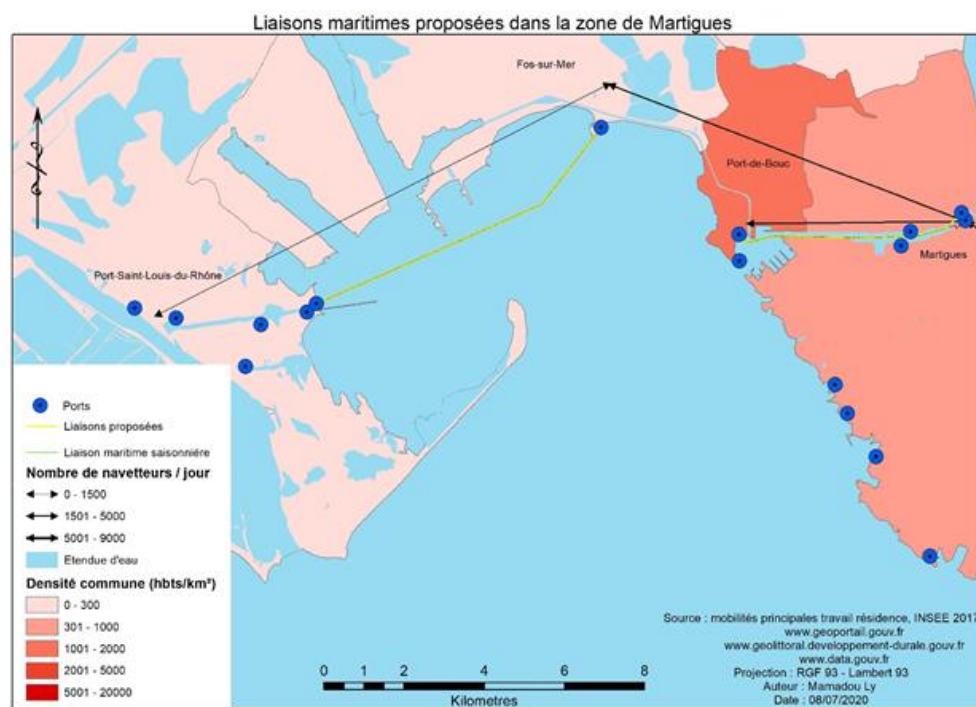 Liaisons maritimes proposées dans la zone de Martigues
Fos-sur-Mer
Port-de-Bouc
Port-Saint-Louis-du-Rhône
Martigues
Ports
Liaisons proposées
Liaison maritime saisonnière
Nombre de navetteurs / jour
0 - 1500
1501 - 5000
5001 - 9000
Etendue d'eau
Densité commune (hbts/km²)
0 - 300
301 - 1000
1001 - 2000
2001 - 5000
5001 - 20000
0 1 2 4 6 8
Kilometres
Source : mobilités principales travail résidence, INSEE 2017
www.geoportail.gouv.fr
www.geolittoral.developpement-durale.gouv.fr
www.data.gouv.fr
Projection : RGF 93 - Lambert 93
Auteur : Mamadou Ly
Date : 08/07/2020